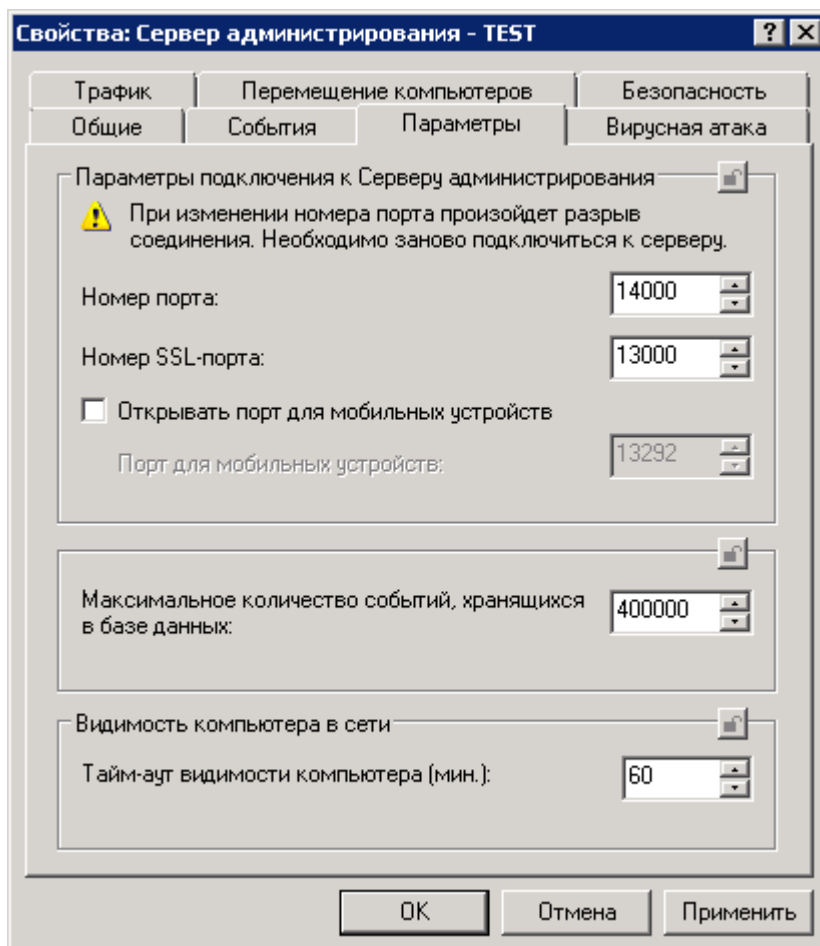 Свойства: Сервер администрирования - TEST
Трафик Перемещение компьютеров Безопасность
Общие События Параметры Вирусная атака
Параметры подключения к Серверу администрирования
При изменении номера порта произойдет разрыв
соединения. Необходимо заново подключиться к серверу.
Номер порта: 14000
Номер SSL-порта: 13000
Открывать порт для мобильных устройств
Порт для мобильных устройств: 13292
Максимальное количество событий, хранящихся
в базе данных: 400000
Видимость компьютера в сети
Тайм-аут видимости компьютера (мин.): 60
OK Отмена Применить